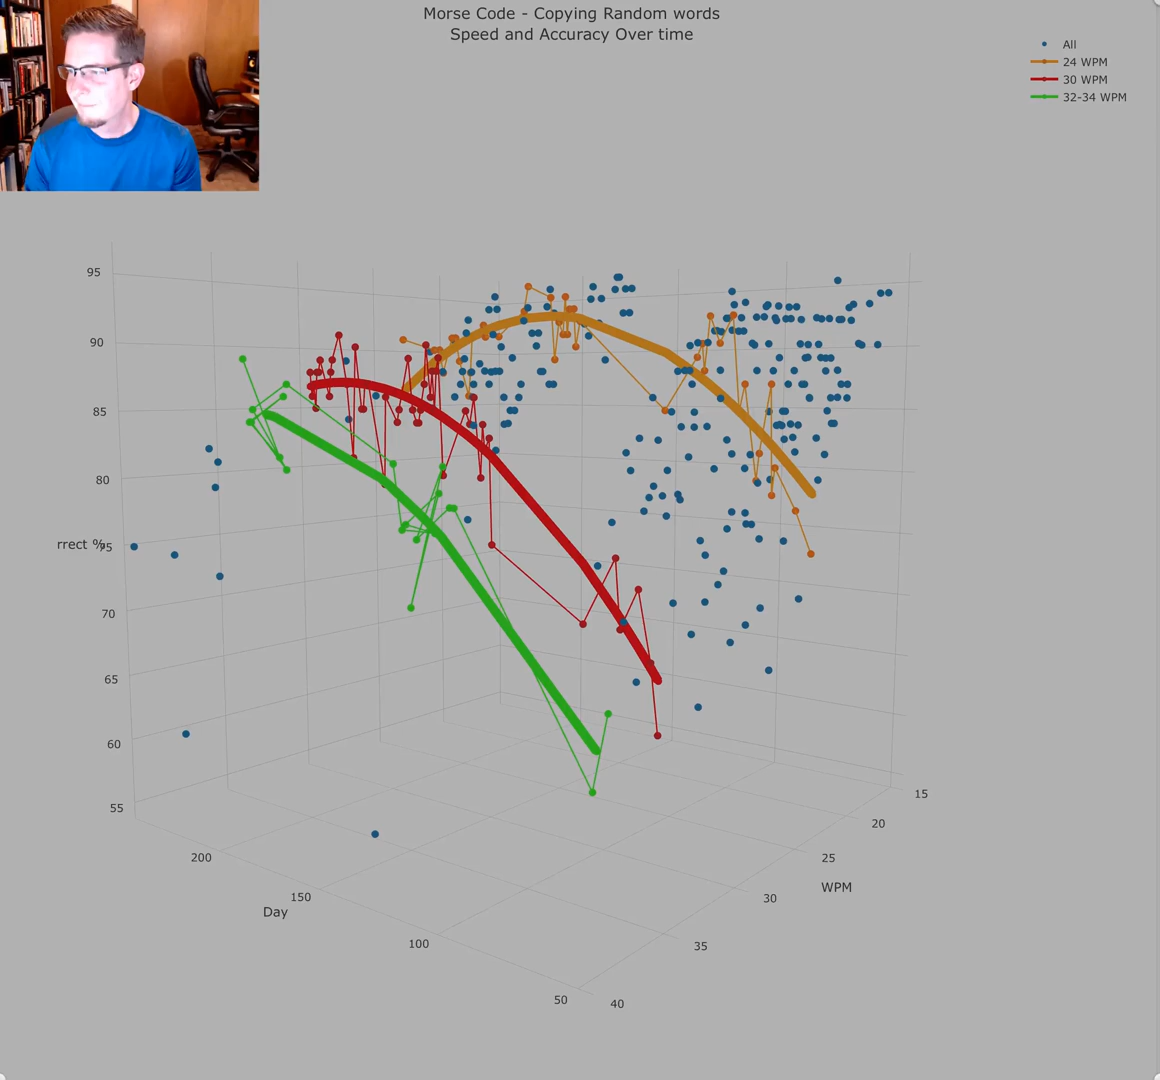 Morse Code - Copying Random words
Speed and Accuracy Over time
All
24 WPM
30 WPM
32-34 WPM
95
90
85
80
75
rrect %
70
65
60
55
200
150
Day
100
50
15
20
25
WPM
30
35
40